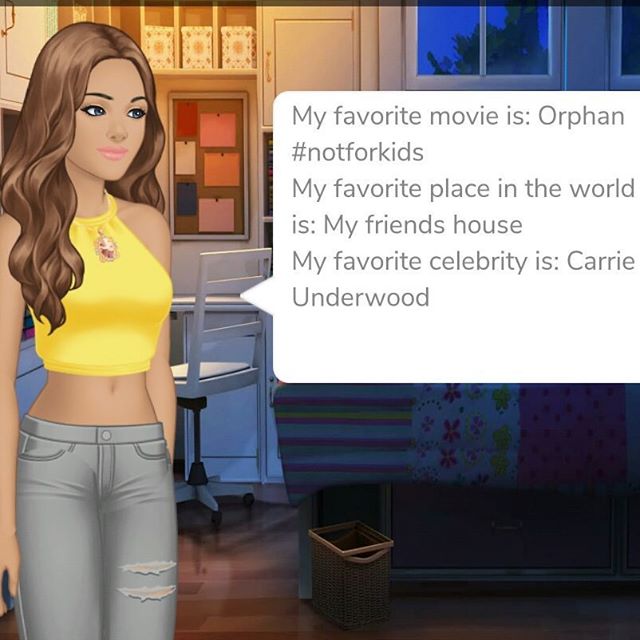 My favorite movie is: Orphan
#notforkids
My favorite place in the world
is: My friends house
My favorite celebrity is: Carrie
Underwood